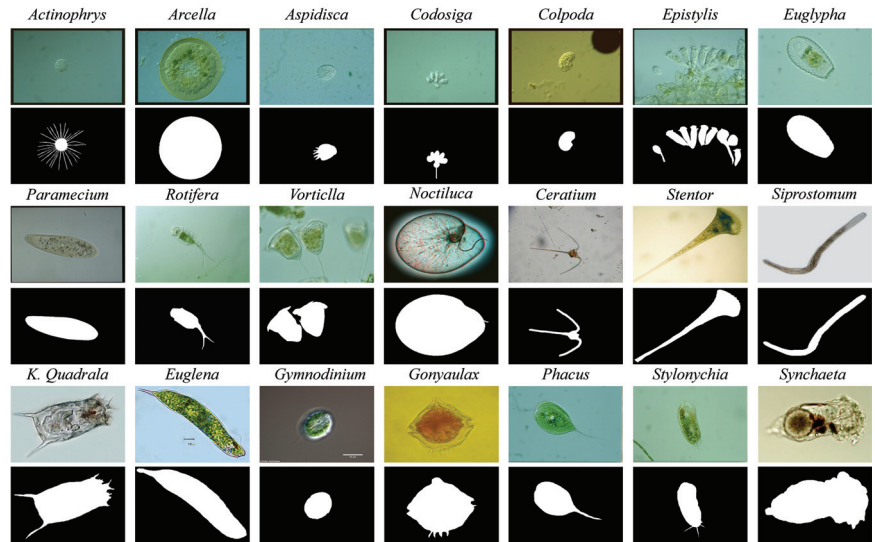 Actinophrys Arcella Aspidisca Codosiga Colpoda Epistylis Euglypha
Paramecium Rotifera Vorticlla Noctiluca Ceratium Stentor Siprostomum
K. Quadrala Euglena Gymnodinium Gonyaulax Phacus Stylonychia Synchaeta